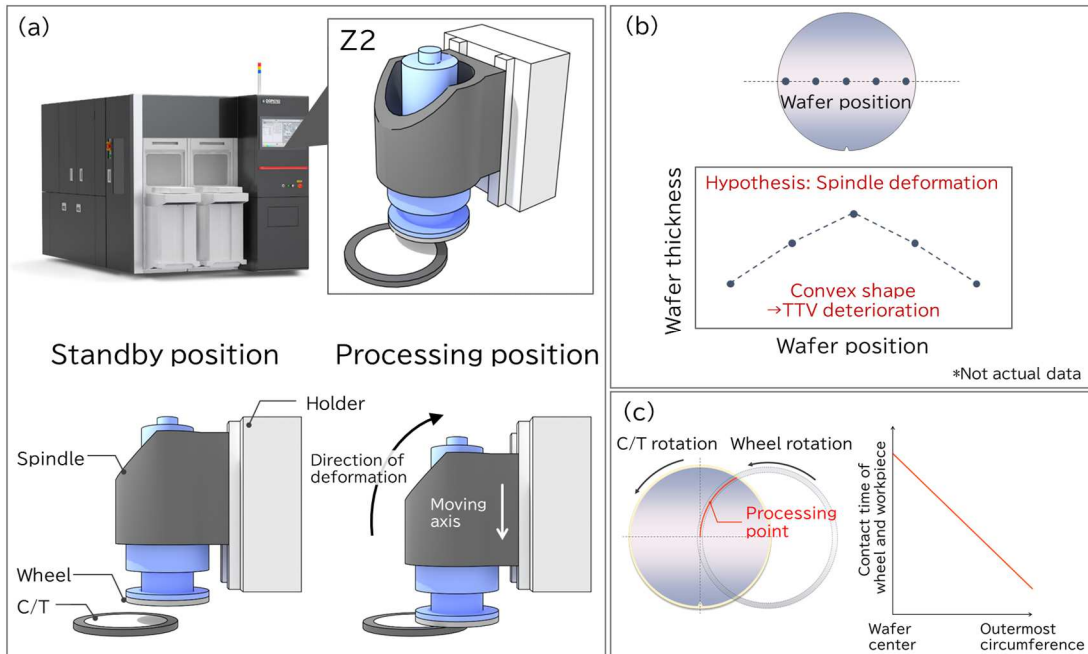 (a)
Z2
Standby position
Processing position
Holder
Spindle
Direction of
deformation
Moving
axis
Wheel
C/T
(b)
Wafer position
Wafer thickness
Hypothesis: Spindle deformation
Convex shape
→TTV deterioration
Wafer position
*Not actual data
(c)
C/T rotation
Wheel rotation
Processing
point
Contact time of
wheel and workpiece
Wafer
center
Outermost
circumference